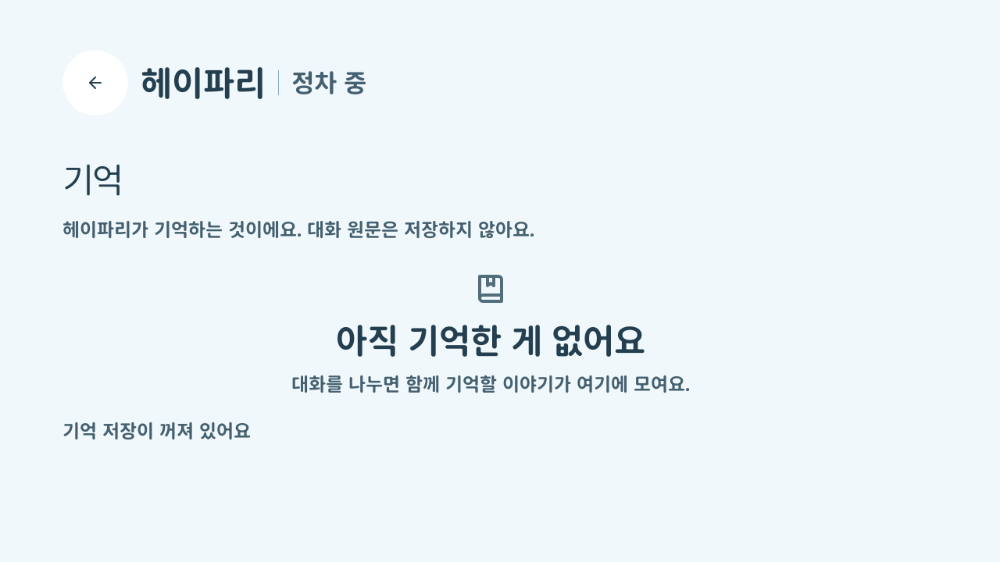 헤이파리 정차 중
기억
헤이파리가 기억하는 것이에요. 대화 원문은 저장하지 않아요.
아직 기억한 게 없어요
대화를 나누면 함께 기억할 이야기가 여기에 모여요.
기억 저장이 꺼져 있어요